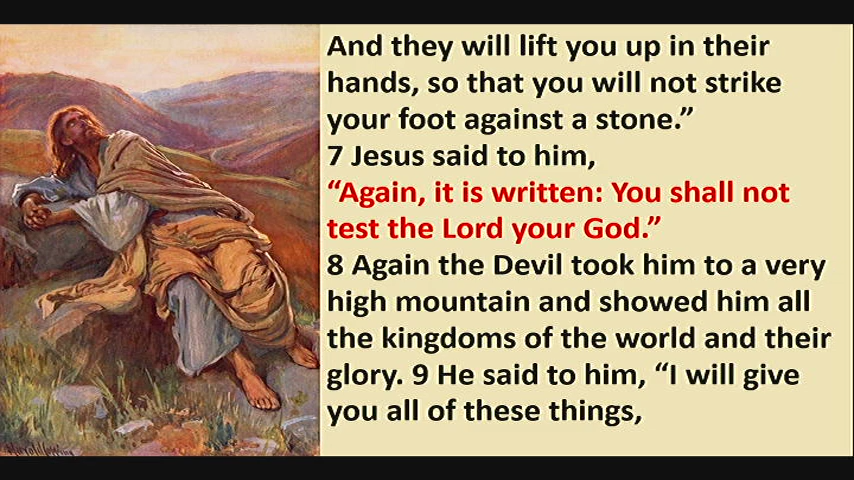 And they will lift you up in their
hands, so that you will not strike
your foot against a stone.”
7 Jesus said to him,
“Again, it is written: You shall not
test the Lord your God.”
8 Again the Devil took him to a very
high mountain and showed him all
the kingdoms of the world and their
glory. 9 He said to him, “I will give
you all of these things,